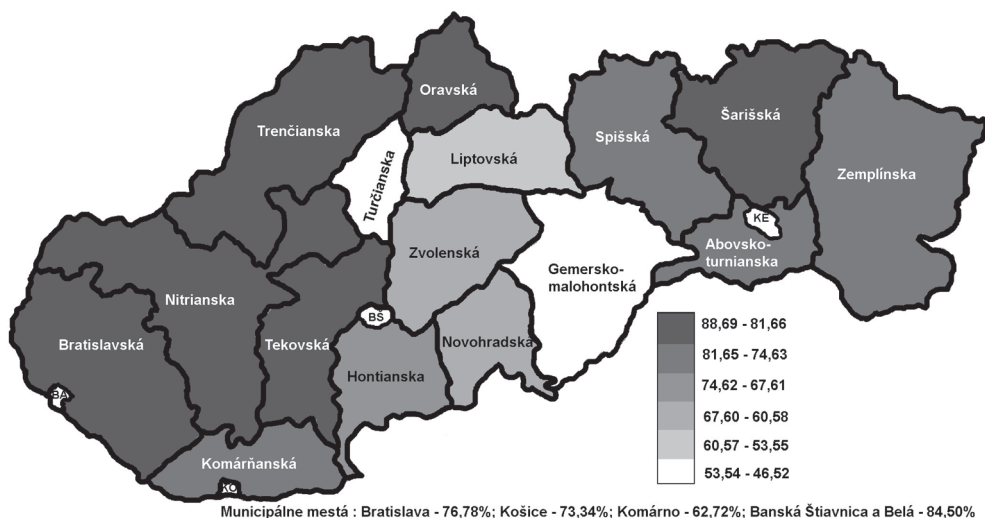 Oravská
Šarišská
Trenčianska
Spišská
Liptovská
Zemplínska
Turčianska
KE
Abovsko-
turnianska
Zvolenská
Gemersko-
malohontská
Nitrianska
BŠ
Bratislavská
Tekovská
Novohradská
Hontianska
BA
Komárňanská
KO
88,69 - 81,66
81,65 - 74,63
74,62 - 67,61
67,60 - 60,58
60,57 - 53,55
53,54 - 46,52
Municipálne mestá : Bratislava - 76,78%; Košice - 73,34%; Komárno - 62,72%; Banská Štiavnica a Belá - 84,50%